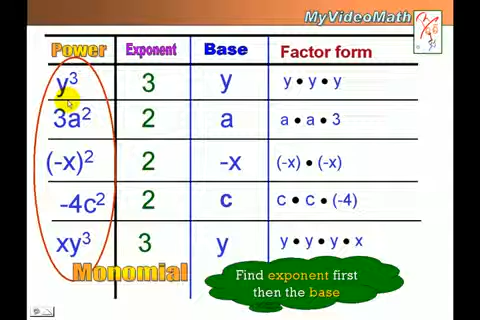 MyVideoMath
Power Exponent Base Factor form
y³ 3 y y • y • y
3a² 2 a a • a • 3
(-x)² 2 -x (-x) • (-x)
-4c² 2 c c • c • (-4)
xy³ 3 y y • y • y • x
Monomial
Find exponent first
then the base